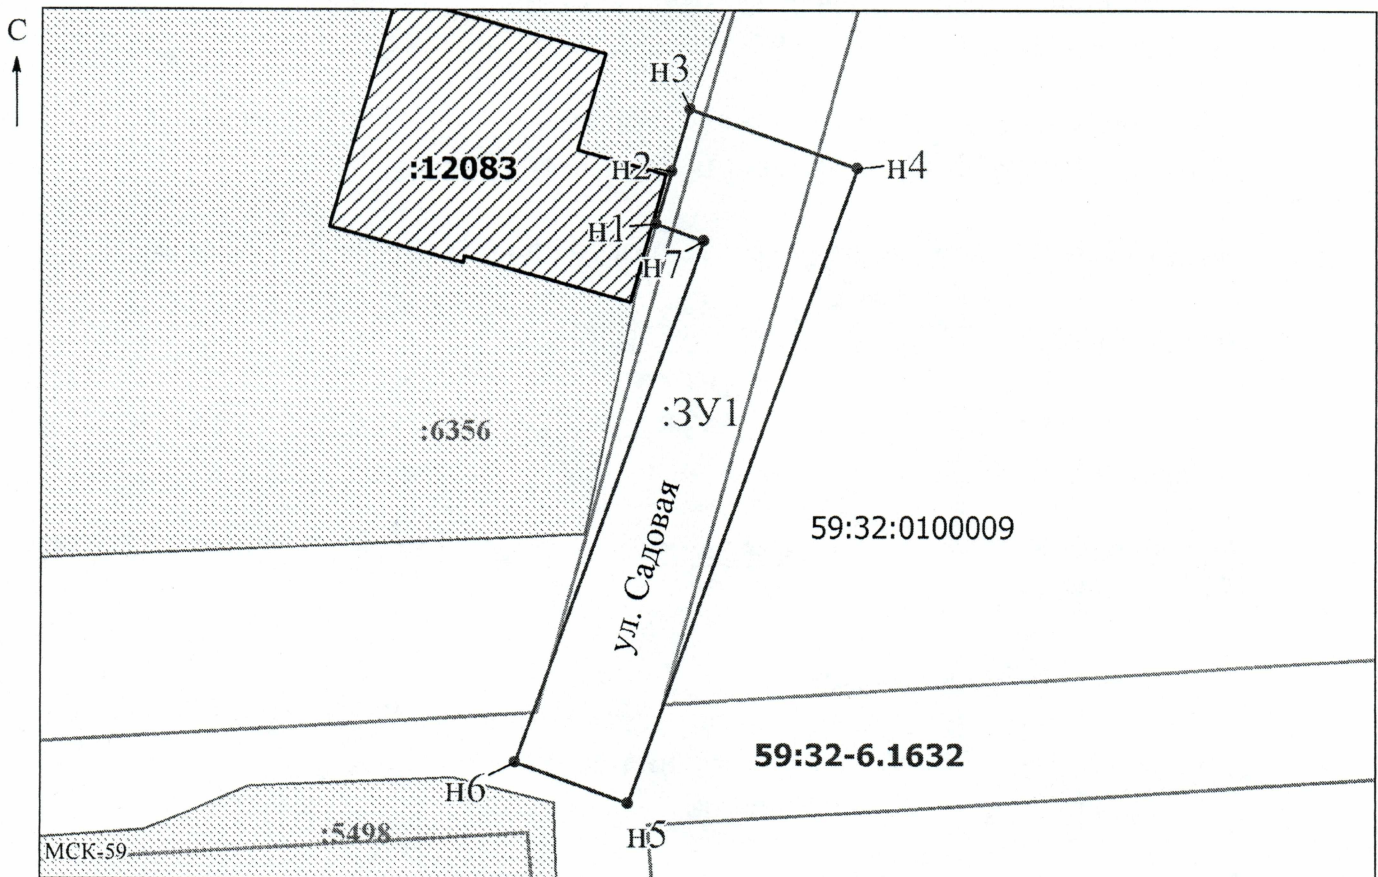 С
н3
:12083
н2
н4
н1
н7
:ЗУ1
:6356
ул. Садовая
59:32:0100009
59:32-6.1632
н6
:5498
н5
МСК-59